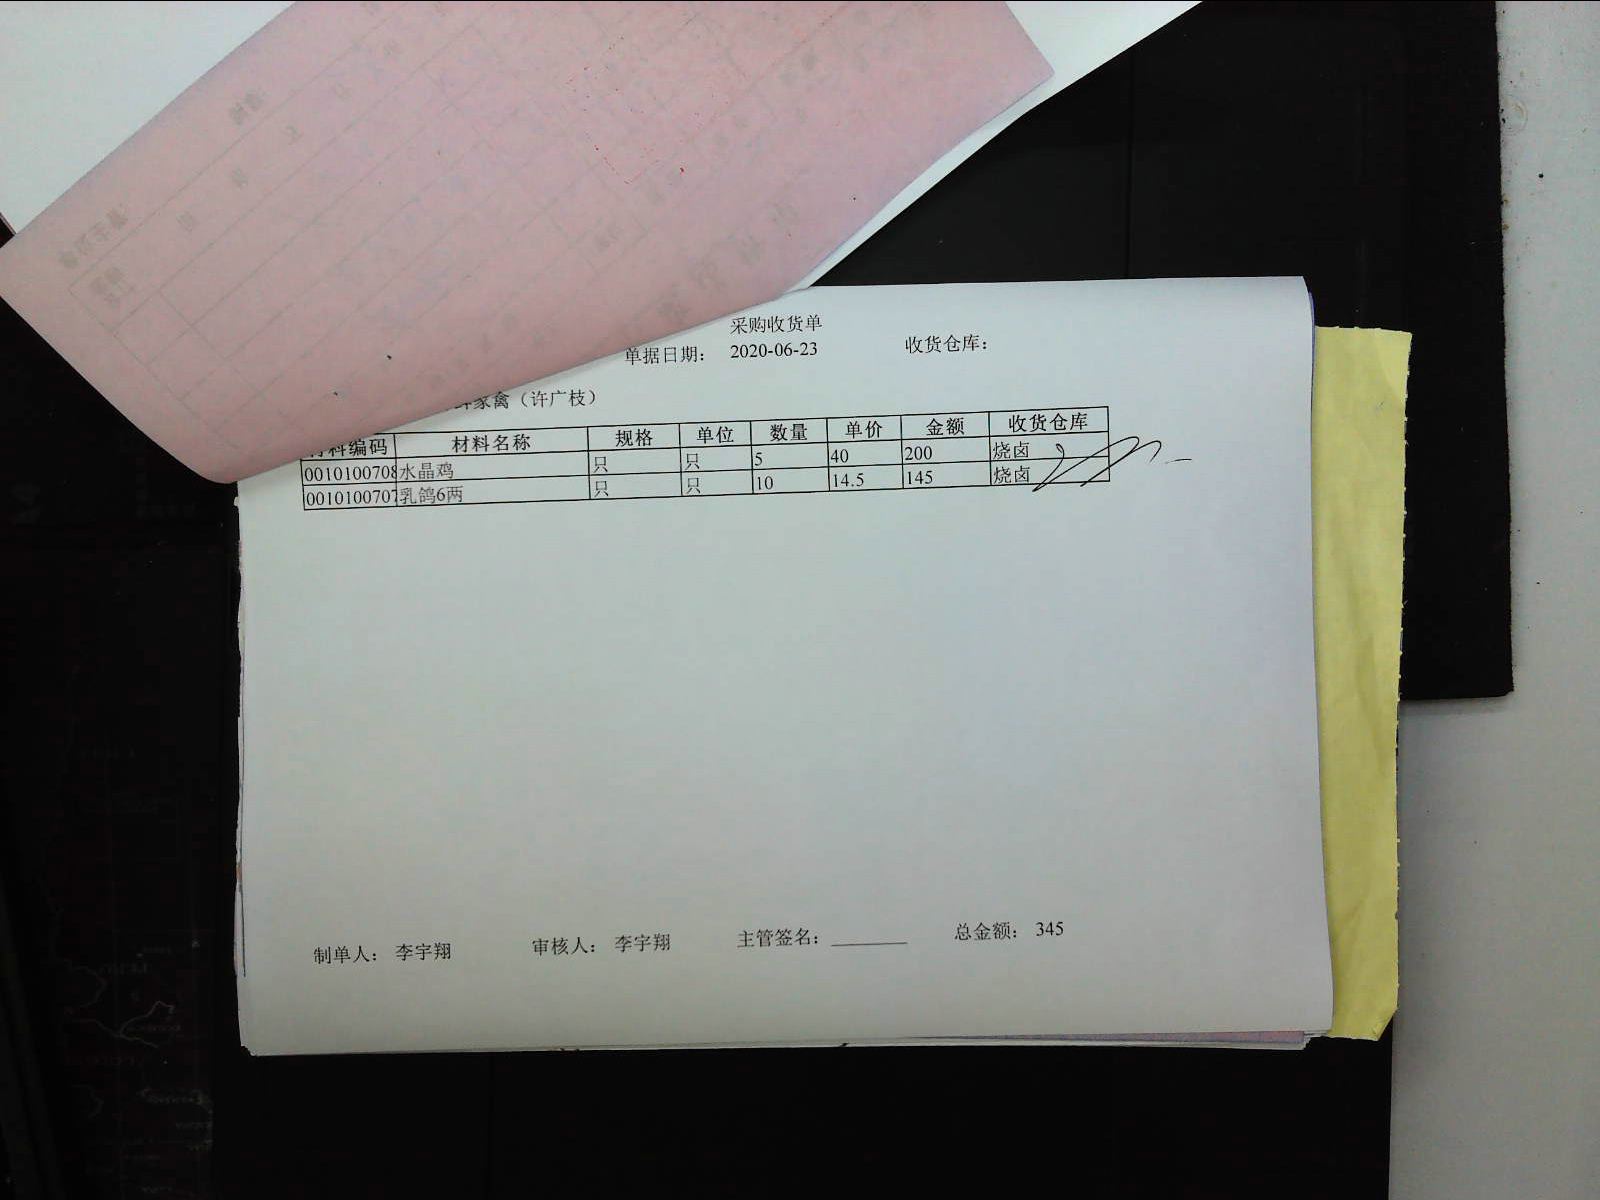 采购收货单
单据日期： 2020-06-23 收货仓库：
家禽（许广枝）
料编码 材料名称 规格 单位 数量 单价 金额 收货仓库
0010100708 水晶鸡 只 只 5 40 200 烧卤
0010100707 乳鸽6两 只 只 10 14.5 145 烧卤
制单人： 李宇翔 审核人： 李宇翔 主管签名： 总金额： 345